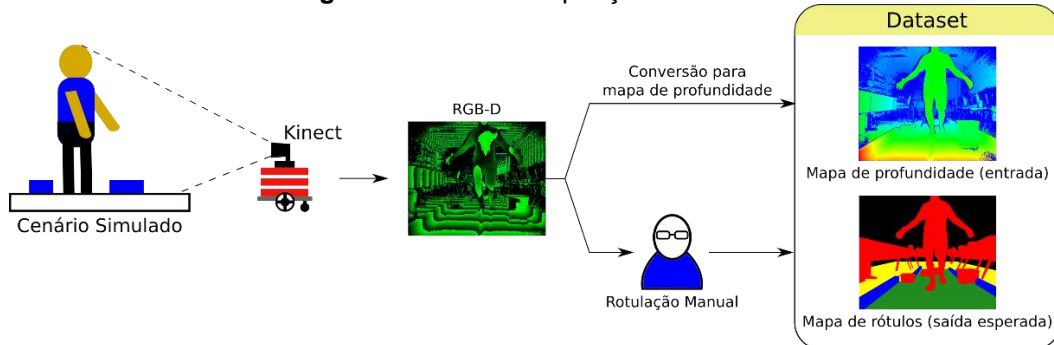 Dataset
Conversão para
mapa de profundidade
RGB-D
Kinect
Mapa de profundidade (entrada)
Cenário Simulado
Rotulação Manual
Mapa de rótulos (saída esperada)